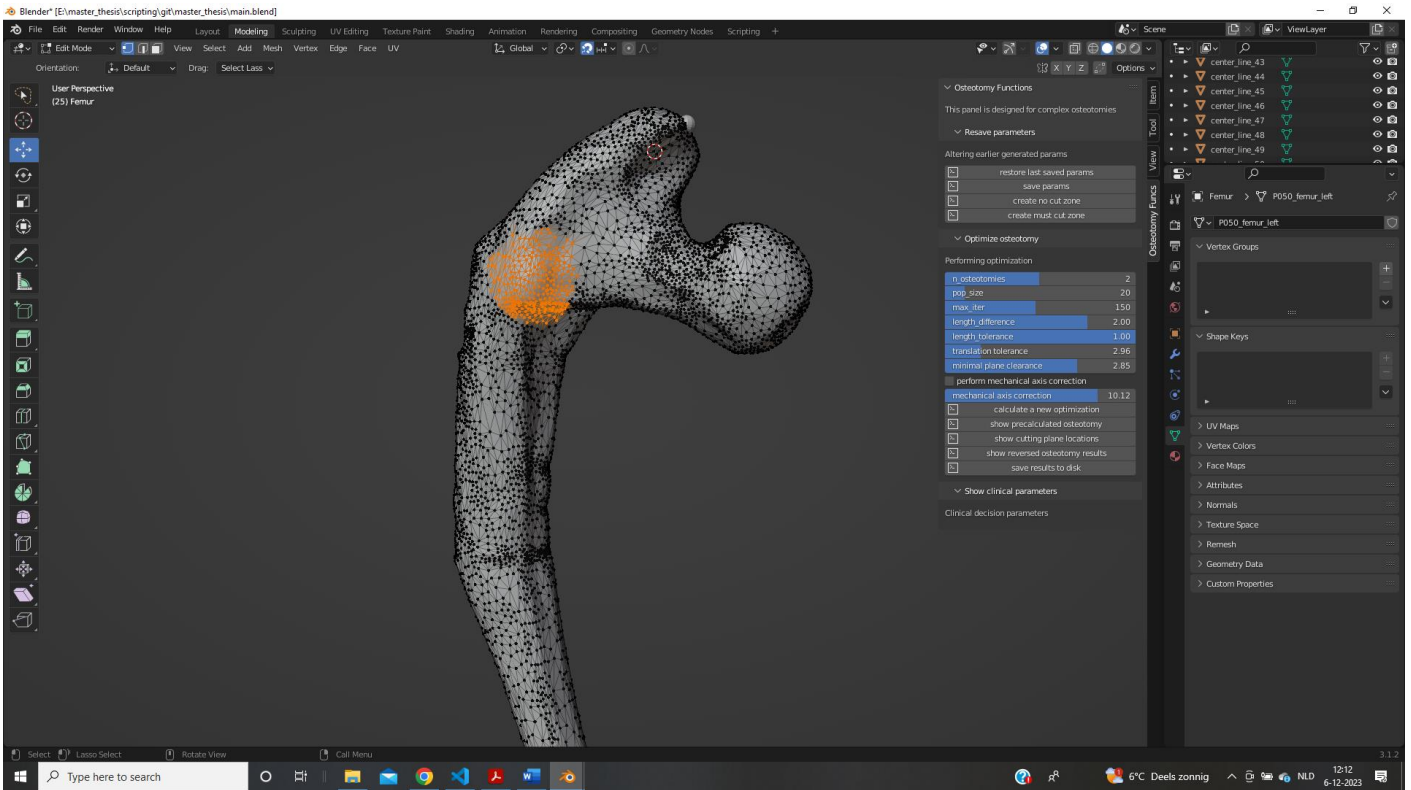 Blender* [E:\master_thesis\scripting\git\master_thesis\main.blend]
File Edit Render Window Help Layout Modeling Sculpting UV Editing Texture Paint Shading Animation Rendering Compositing Geometry Nodes Scripting + Scene ViewLayer
Edit Mode View Select Add Mesh Vertex Edge Face UV Global
Orientation: Default Drag: Select Lasso X Y Z Options
User Perspective
(25) Femur
Osteotomy Functions
This panel is designed for complex osteotomies
Resave parameters
Altering earlier generated params
restore last saved params
save params
create no cut zone
create must cut zone
Optimize osteotomy
Performing optimization
n_osteotomies 2
pop_size 20
max_iter 150
length_difference 2.00
length_tolerance 1.00
translation tolerance 2.96
minimal plane clearance 2.85
perform mechanical axis correction
mechanical axis correction 10.12
calculate a new optimization
show precalculated osteotomy
show cutting plane locations
show reversed osteotomy results
save results to disk
Show clinical parameters
Clinical decision parameters
Item
Tool
View
Osteotomy Funcs
center_line_43
center_line_44
center_line_45
center_line_46
center_line_47
center_line_48
center_line_49
Femur > P050_femur_left
P050_femur_left
Vertex Groups
Shape Keys
UV Maps
Vertex Colors
Face Maps
Attributes
Normals
Texture Space
Remesh
Geometry Data
Custom Properties
Select Lasso Select Rotate View Call Menu 3.1.2
Type here to search 6°C Deels zonnig NLD 12:12
6-12-2023